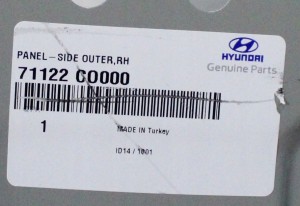 PANEL-SIDE OUTER,RH
71122 C0000
HYUNDAI
Genuine Parts
1
MADE IN Turkey
ID14 / 1001